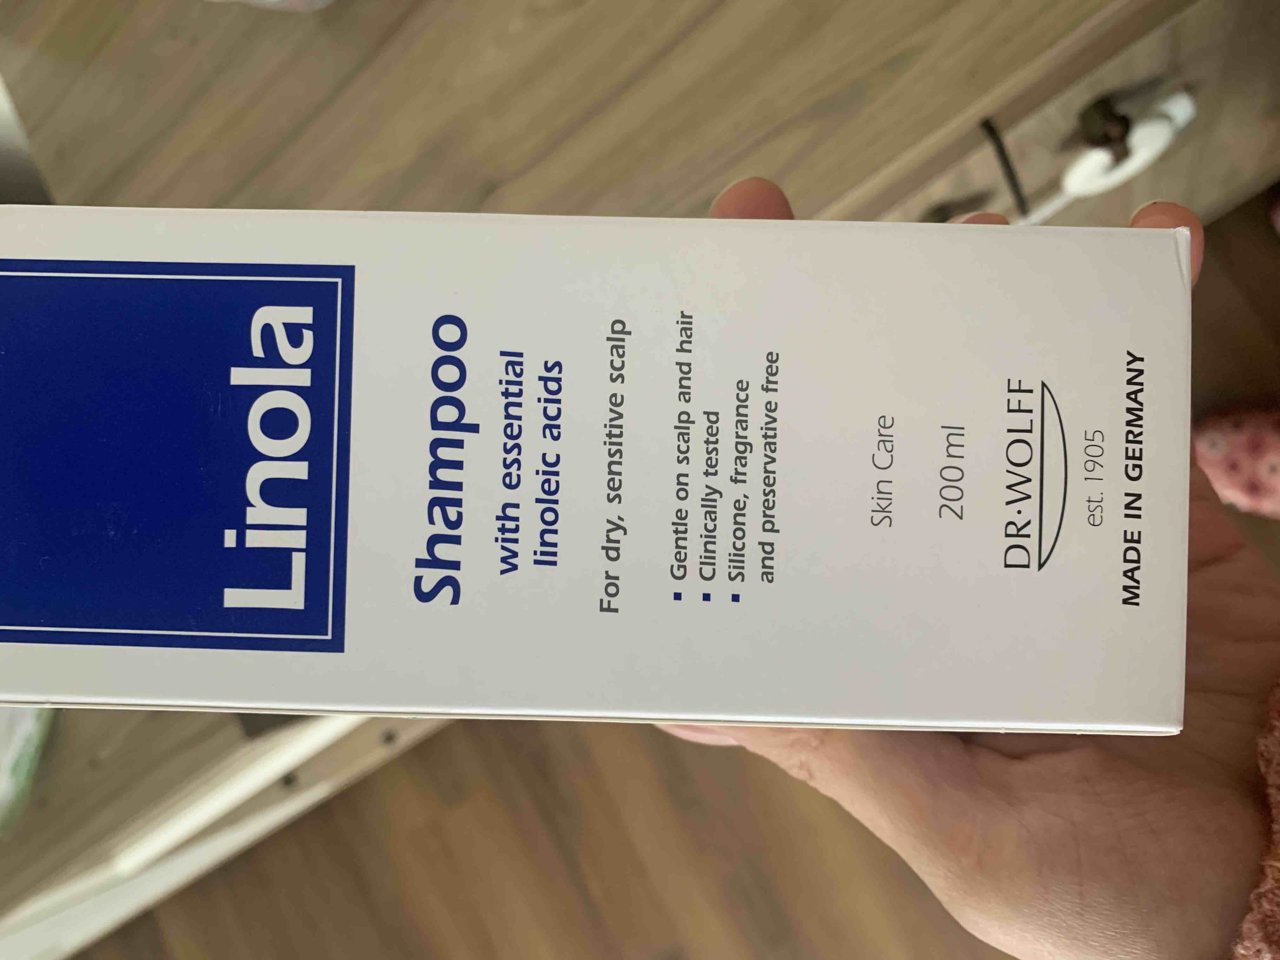 Linola
Shampoo
with essential
linoleic acids
For dry, sensitive scalp
▪ Gentle on scalp and hair
▪ Clinically tested
▪ Silicone, fragrance
and preservative free
Skin Care
200 ml
DR·WOLFF
est. 1905
MADE IN GERMANY